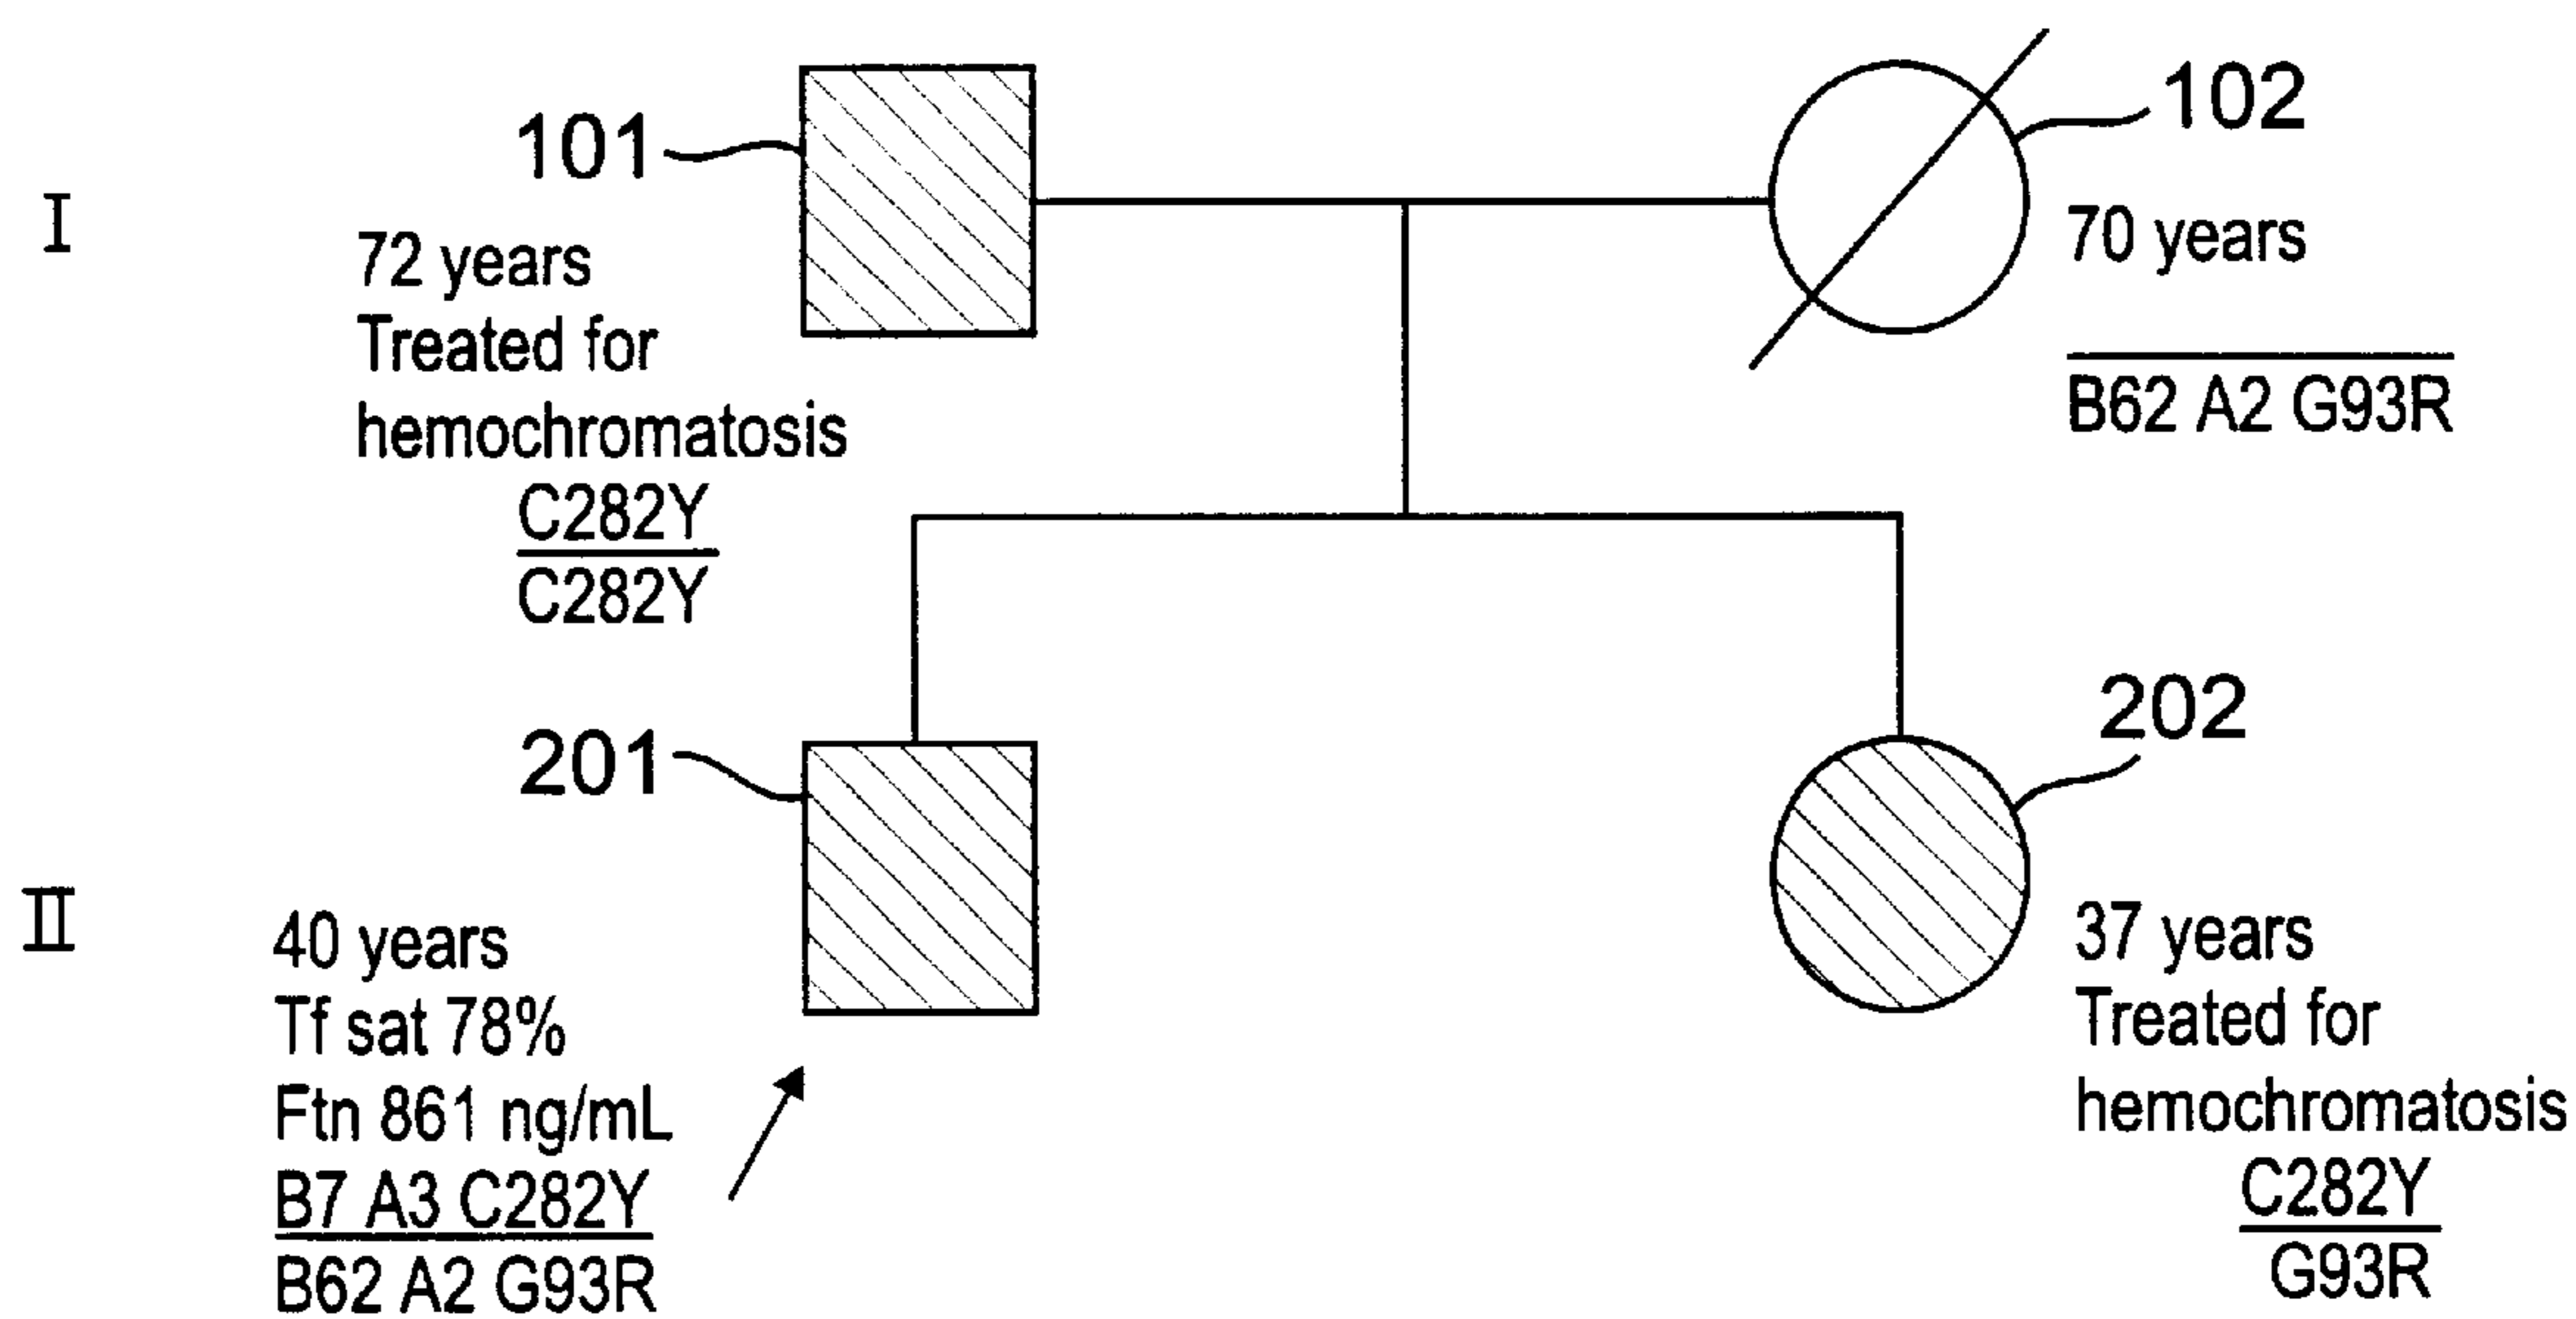 I
101
72 years
Treated for
hemochromatosis
C282Y
C282Y
102
70 years
B62 A2 G93R
II
201
40 years
Tf sat 78%
Ftn 861 ng/mL
B7 A3 C282Y
B62 A2 G93R
202
37 years
Treated for
hemochromatosis
C282Y
G93R